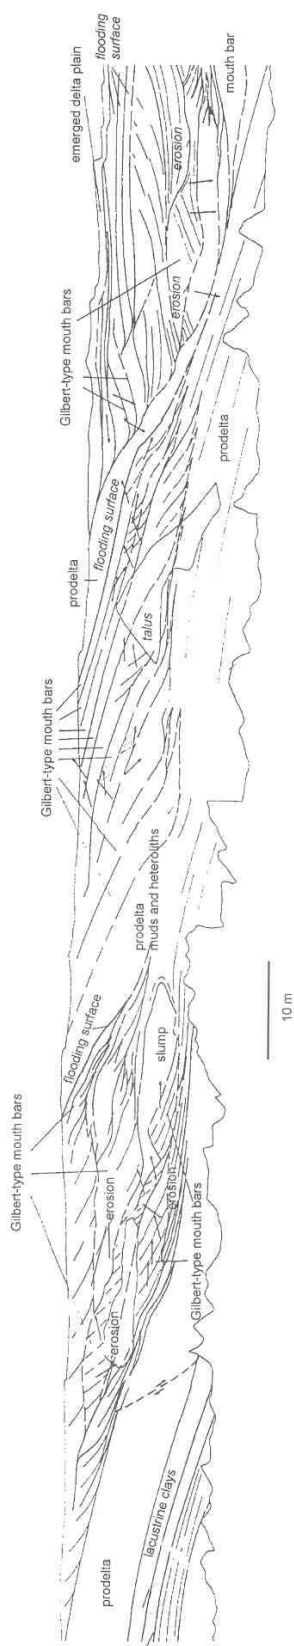 emerged delta plain
flooding
surface
Gilbert-type mouth bars
erosion
mouth bar
erosion
prodelta
flooding surface
prodelta
talus
Gilbert-type mouth bars
prodelta
muds and heteroliths
flooding surface
slump
10 m
Gilbert-type mouth bars
erosion
erosion
Gilbert-type mouth bars
erosion
prodelta
lacustrine clays